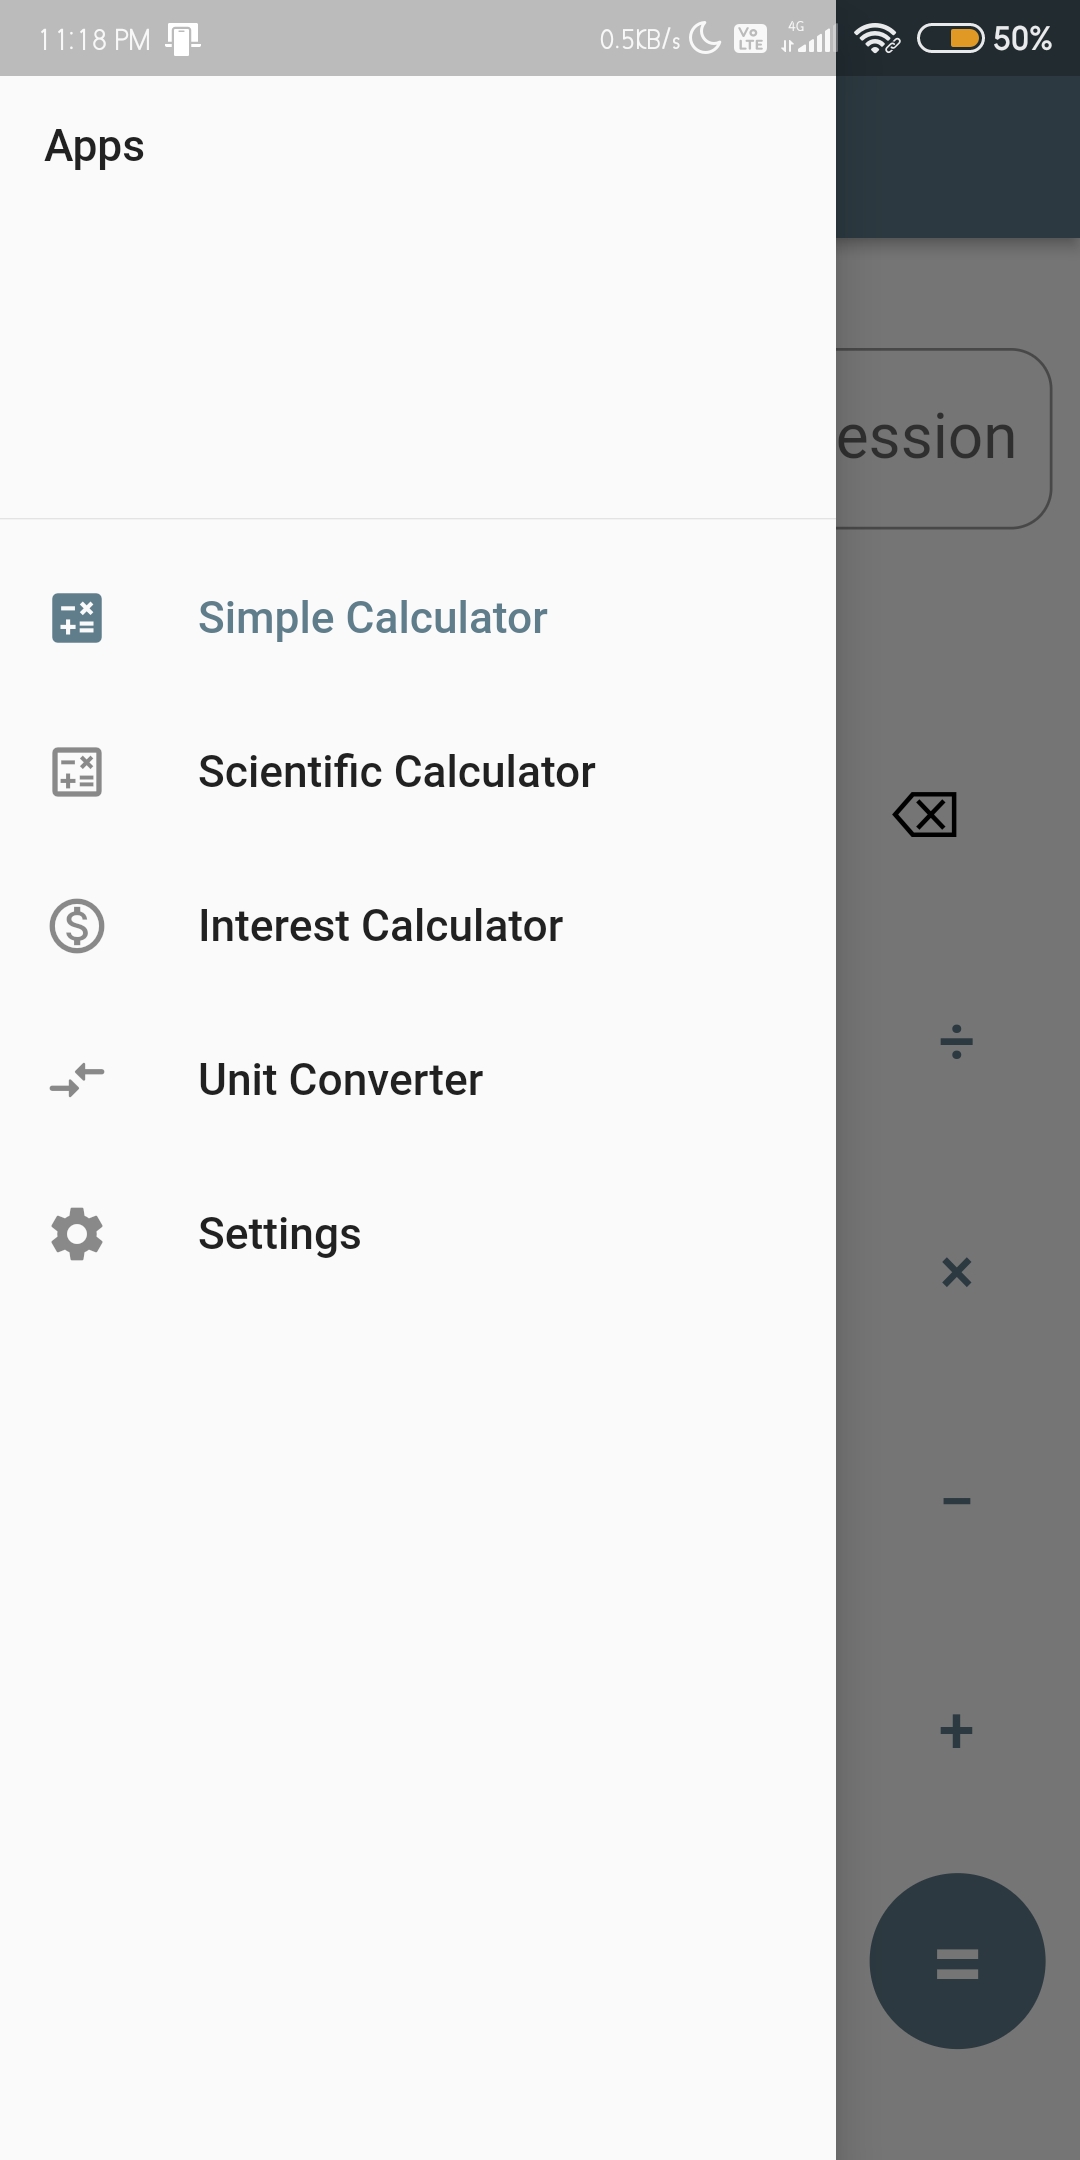 11:18 PM 0.5KB/s Vo LTE 4G 50%
Apps
ession
Simple Calculator
Scientific Calculator
Interest Calculator
÷
Unit Converter
Settings
×
−
+
=